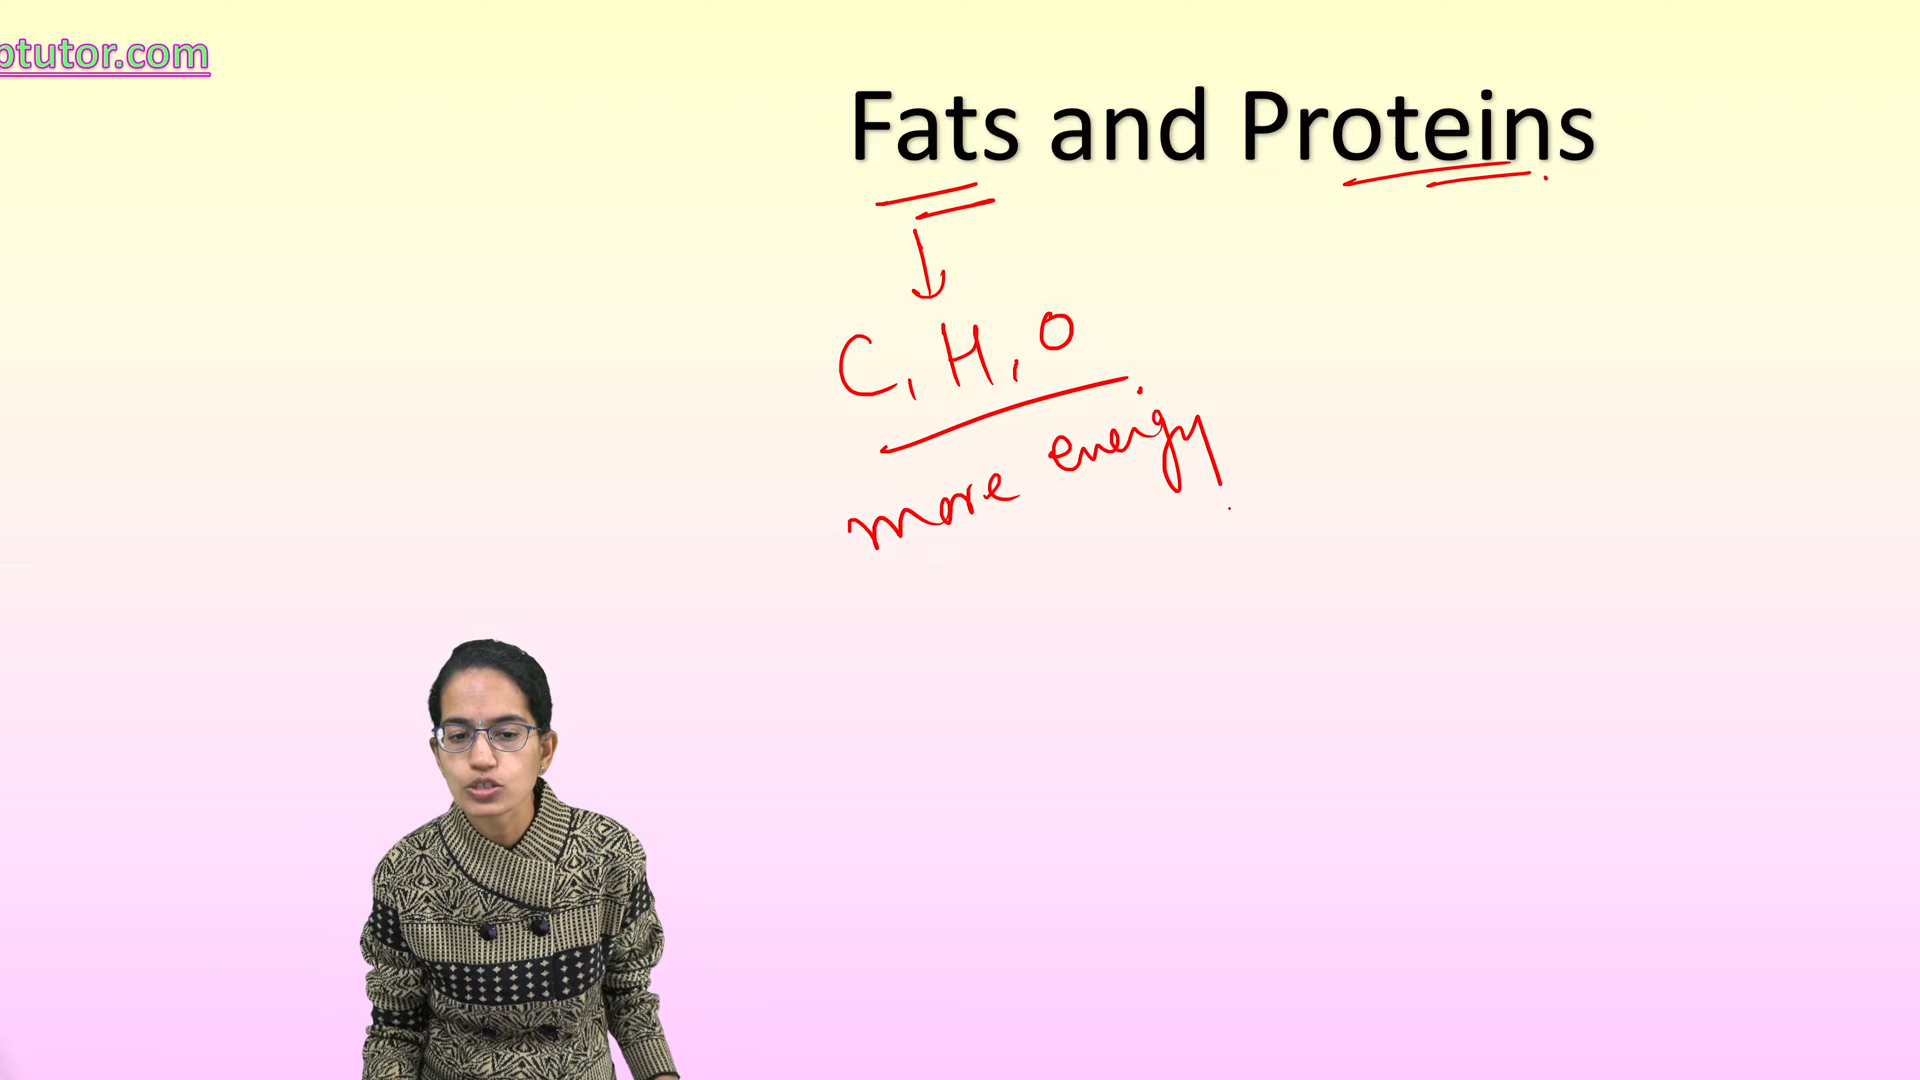 ptutor.com
Fats and Proteins
C, H, O
more energy